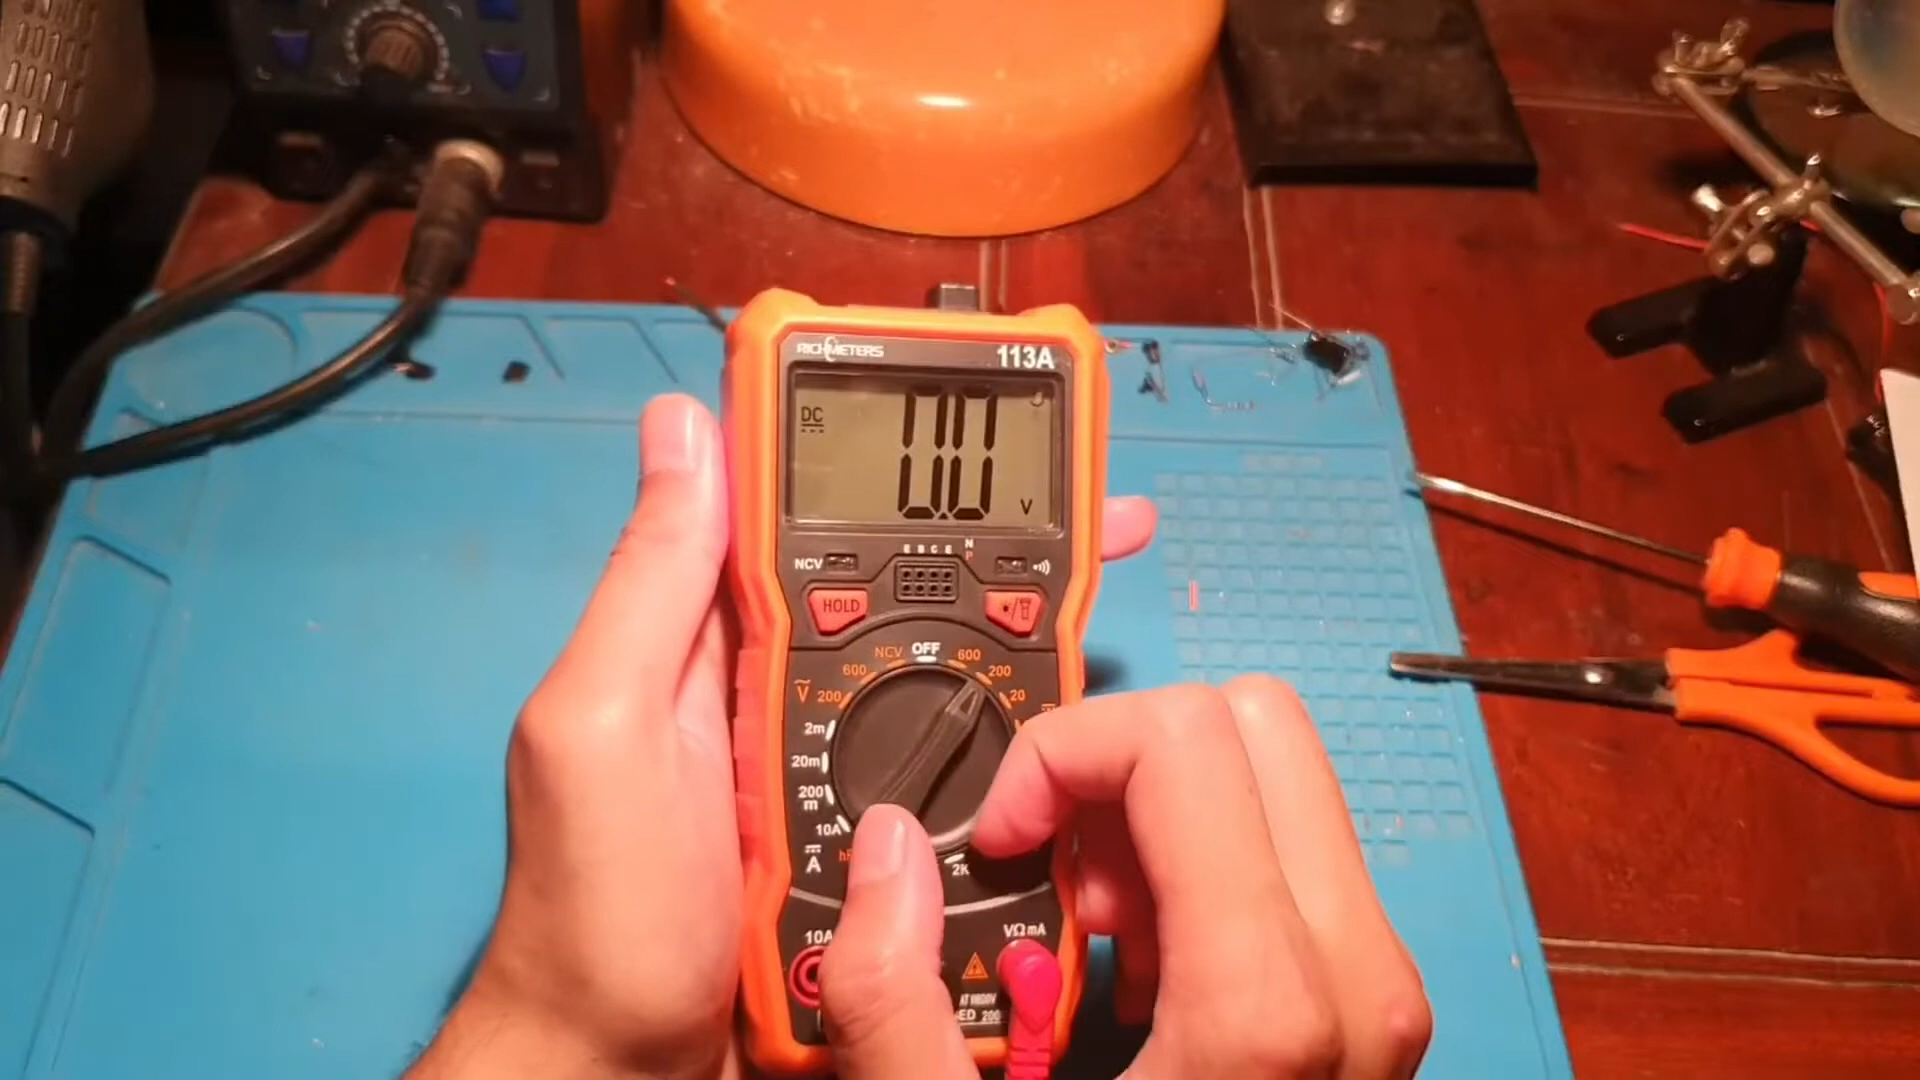 RICHMETERS
113A
DC
0.0
V
E B C E
N
P
NCV
HOLD
OFF
NCV
600
600
200
Ṽ 200
20
2m
20m
200
m
10A
A
2K
10A
VΩmA